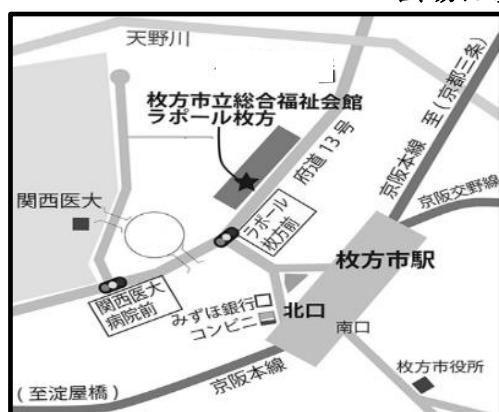 天野川
枚方市立総合福祉会館
ラポール枚方
府道13号
京阪本線 至(京都三条)
京阪交野線
関西医大
ラポール
枚方前
枚方市駅
関西医大
病院前
みずほ銀行
コンビニ
北口
南口
京阪本線
枚方市役所
(至淀屋橋)